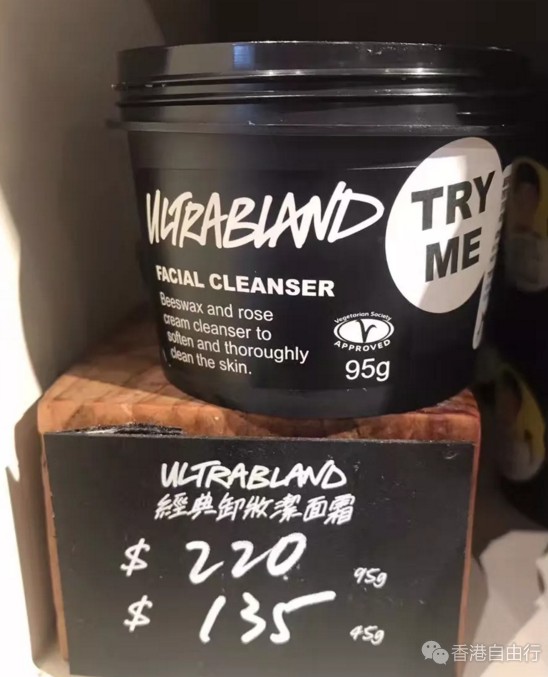 ULTRABLAND
TRY
ME
FACIAL CLEANSER
Beeswax and rose
cream cleanser to
soften and thoroughly
clean the skin.
Vegetarian Society
APPROVED
95g
ULTRABLAND
經典卸妝潔面霜
$ 220 95g
$ 135 45g
香港自由行